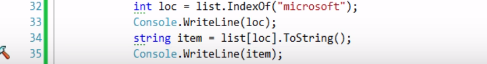 32 int loc = list.IndexOf("microsoft");
33 Console.WriteLine(loc);
34 string item = list[loc].ToString();
35 Console.WriteLine(item);